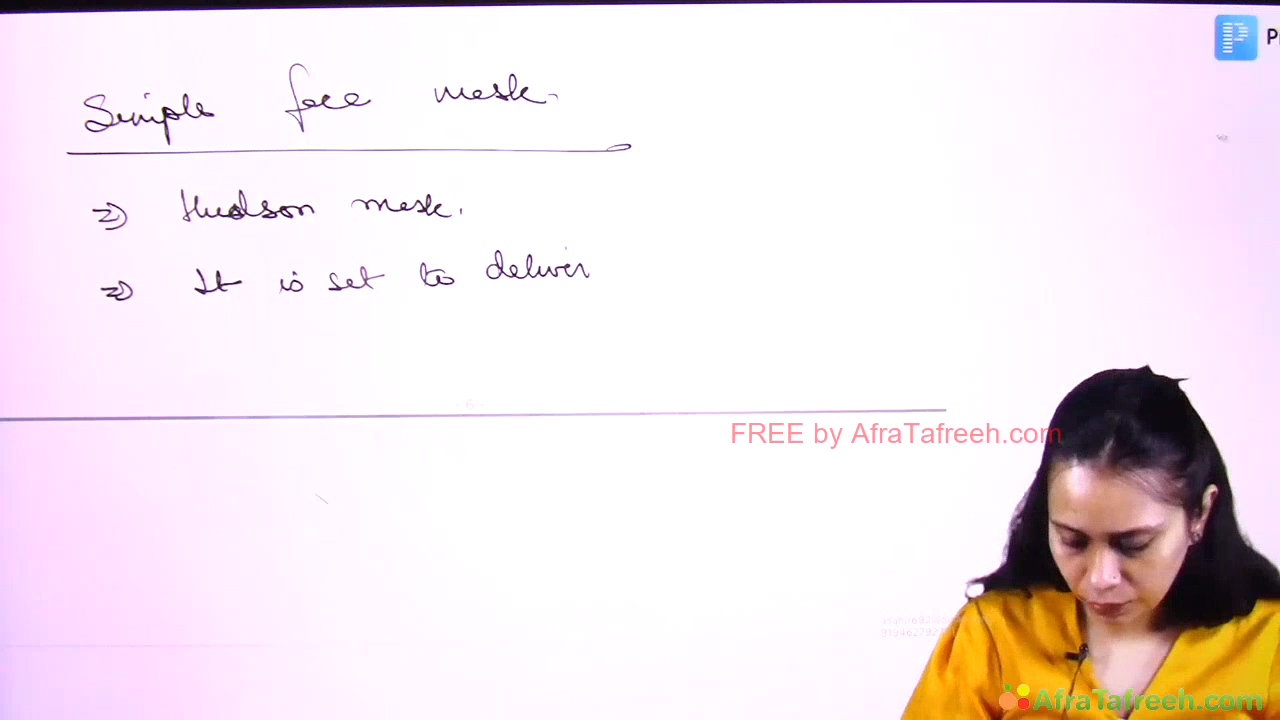 Simple face mask.
⇒ Hudson mask.
⇒ It is set to deliver
FREE by AfraTafreeh.com
AfraTafreeh.com